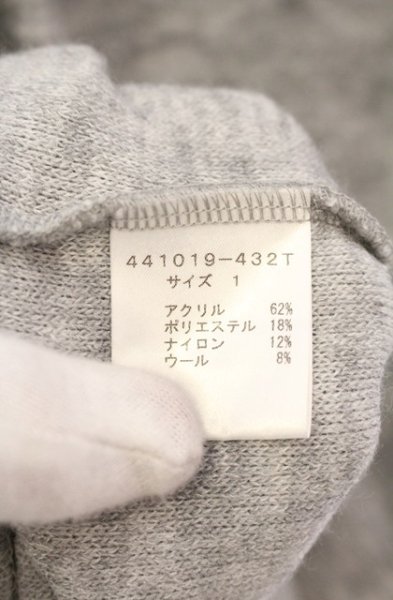 441019-432T
サイズ 1
アクリル 62%
ポリエステル 18%
ナイロン 12%
ウール 8%